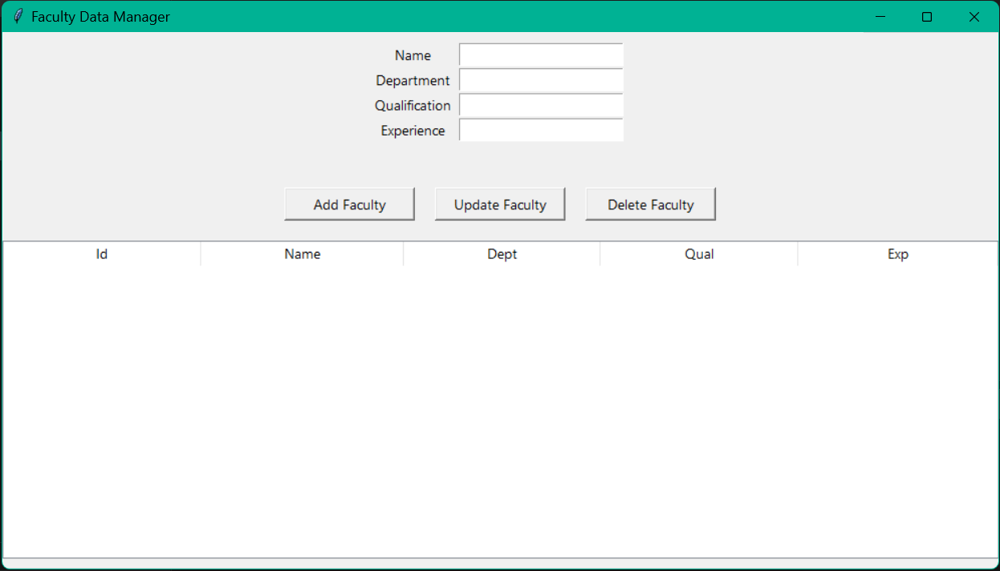 Faculty Data Manager
Name
Department
Qualification
Experience
Add Faculty Update Faculty Delete Faculty
Id Name Dept Qual Exp